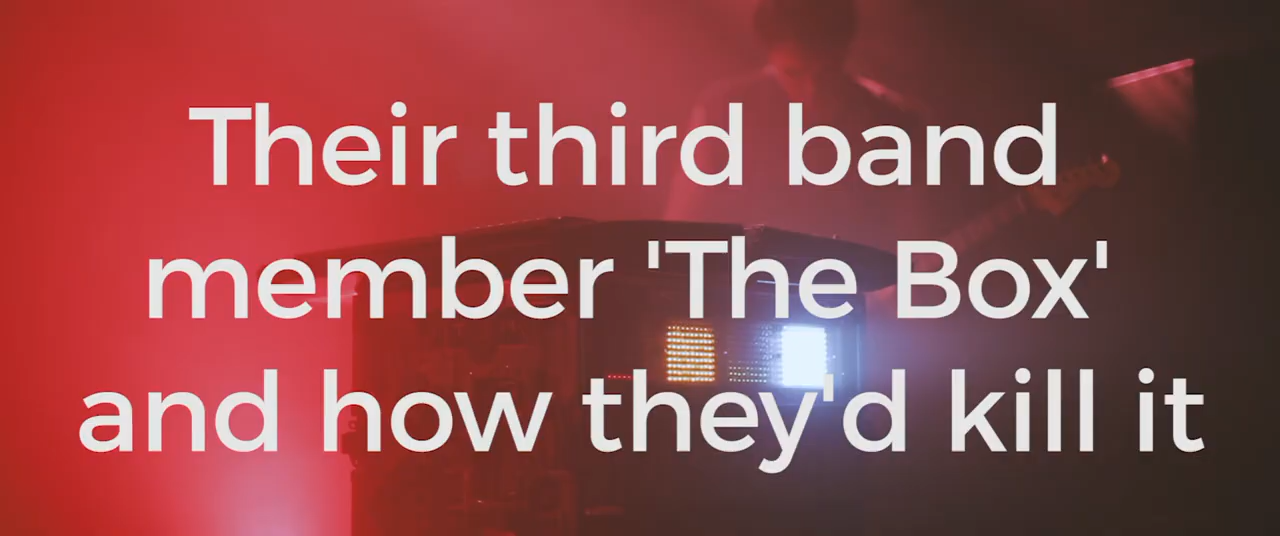 Their third band
member 'The Box'
and how they'd kill it